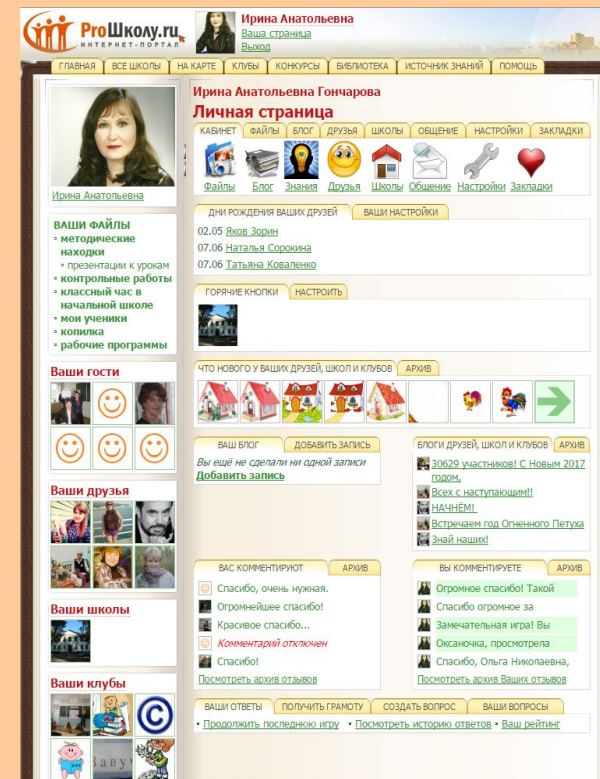 ProШколу.ru
ИНТЕРНЕТ-ПОРТАЛ
Ирина Анатольевна
Ваша страница
Выход
ГЛАВНАЯ ВСЕ ШКОЛЫ НА КАРТЕ КЛУБЫ КОНКУРСЫ БИБЛИОТЕКА ИСТОЧНИК ЗНАНИЙ ПОМОЩЬ
Ирина Анатольевна Гончарова
Личная страница
КАБИНЕТ ФАЙЛЫ БЛОГ ДРУЗЬЯ ШКОЛЫ ОБЩЕНИЕ НАСТРОЙКИ ЗАКЛАДКИ
Файлы Блог Знания Друзья Школы Общение Настройки Закладки
Ирина Анатольевна
ВАШИ ФАЙЛЫ
методические
находки
презентации к урокам
контрольные работы
классный час в
начальной школе
мои ученики
копилка
рабочие программы
Ваши гости
Ваши друзья
Ваши школы
Ваши клубы
Завуч
ДНИ РОЖДЕНИЯ ВАШИХ ДРУЗЕЙ ВАШИ НАСТРОЙКИ
02.05 Яков Зорин
07.06 Наталья Сорокина
07.06 Татьяна Коваленко
ГОРЯЧИЕ КНОПКИ НАСТРОИТЬ
ЧТО НОВОГО У ВАШИХ ДРУЗЕЙ, ШКОЛ И КЛУБОВ АРХИВ
ВАШ БЛОГ ДОБАВИТЬ ЗАПИСЬ
Вы ещё не сделали ни одной записи
Добавить запись
БЛОГИ ДРУЗЕЙ, ШКОЛ И КЛУБОВ АРХИВ
30629 участников! С Новым 2017
годом,
Всех с наступающим!!
НАЧНЁМ!
Встречаем год Огненного Петуха
Знай наших!
ВАС КОММЕНТИРУЮТ АРХИВ
Спасибо, очень нужная.
Огромнейшее спасибо!
Красивое спасибо...
Комментарий отключен
Спасибо!
Посмотреть архив отзывов
ВЫ КОММЕНТИРУЕТЕ АРХИВ
Огромное спасибо! Такой
Спасибо огромное за
Замечательная игра! Вы
Оксаночка, просмотрела
Спасибо, Ольга Николаевна,
Посмотреть архив Ваших отзывов
ВАШИ ОТВЕТЫ ПОЛУЧИТЬ ГРАМОТУ СОЗДАТЬ ВОПРОС ВАШИ ВОПРОСЫ
• Продолжить последнюю игру • Посмотреть историю ответов • Ваш рейтинг